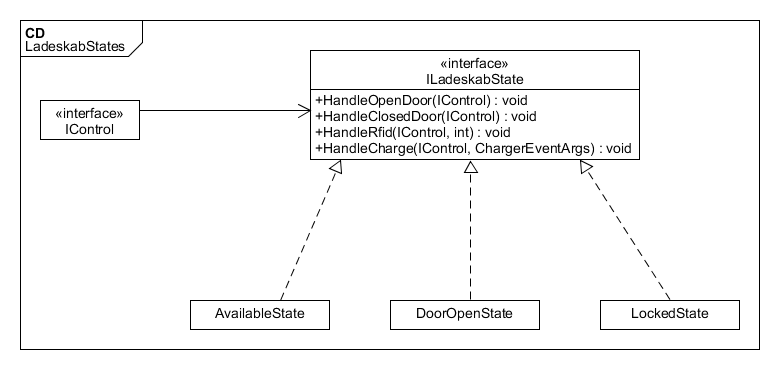 CD
LadeskabStates
«interface»
ILadeskabState
+HandleOpenDoor(IControl) : void
+HandleClosedDoor(IControl) : void
+HandleRfid(IControl, int) : void
+HandleCharge(IControl, ChargerEventArgs) : void
«interface»
IControl
AvailableState
DoorOpenState
LockedState